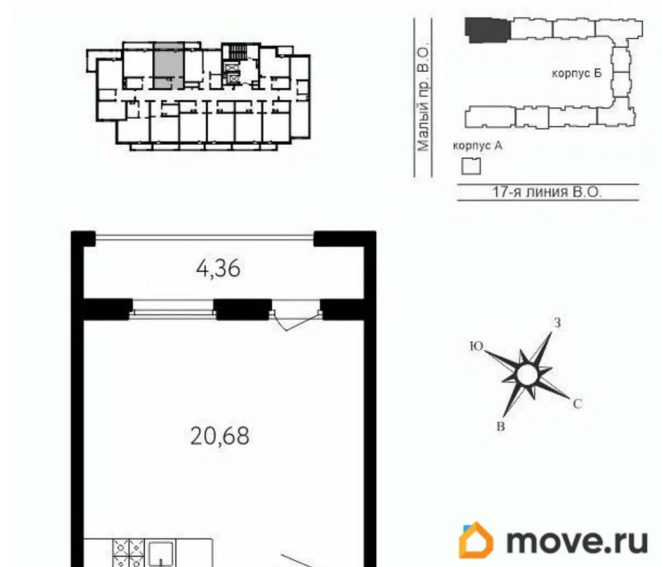 Малый пр. В.О.
корпус Б
корпус А
17-я линия В.О.
4,36
20,68
З
Ю
С
В
move.ru